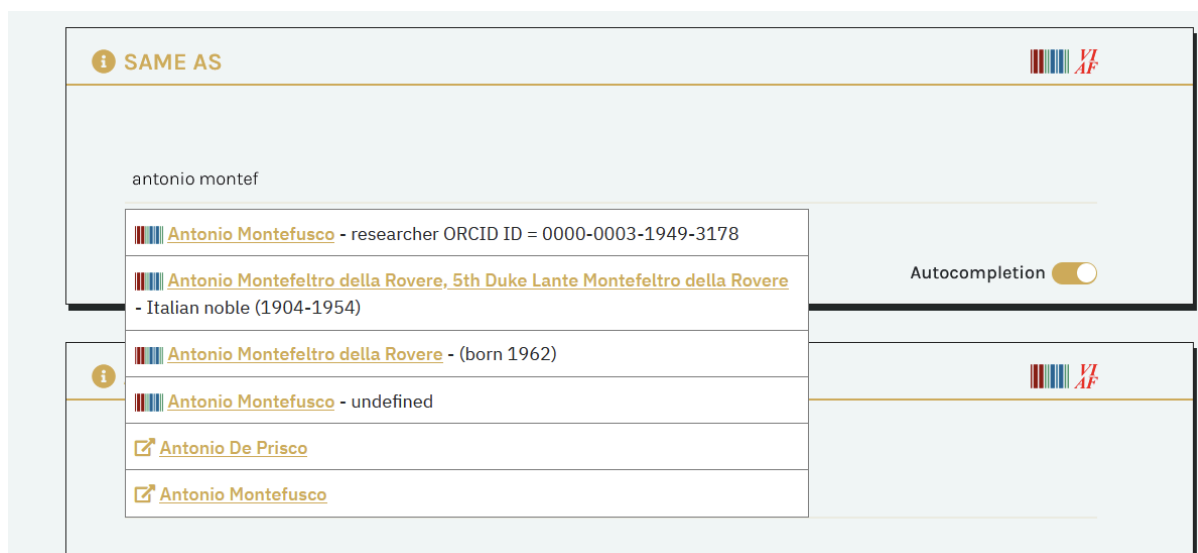 SAME AS
VI
AF
antonio montef
Antonio Montefusco - researcher ORCID ID = 0000-0003-1949-3178
Antonio Montefeltro della Rovere, 5th Duke Lante Montefeltro della Rovere
- Italian noble (1904-1954)
Autocompletion
Antonio Montefeltro della Rovere - (born 1962)
VI
AF
Antonio Montefusco - undefined
Antonio De Prisco
Antonio Montefusco